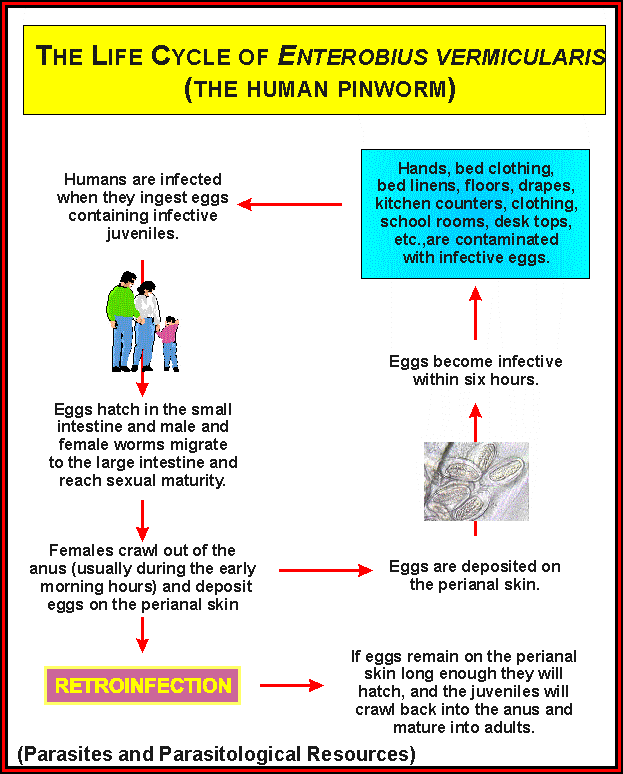 THE LIFE CYCLE OF ENTEROBIUS VERMICULARIS
(THE HUMAN PINWORM)
Humans are infected
when they ingest eggs
containing infective
juveniles.
Hands, bed clothing,
bed linens, floors, drapes,
kitchen counters, clothing,
school rooms, desk tops,
etc.,are contaminated
with infective eggs.
Eggs become infective
within six hours.
Eggs hatch in the small
intestine and male and
female worms migrate
to the large intestine and
reach sexual maturity.
Females crawl out of the
anus (usually during the early
morning hours) and deposit
eggs on the perianal skin
Eggs are deposited on
the perianal skin.
RETROINFECTION
If eggs remain on the perianal
skin long enough they will
hatch, and the juveniles will
crawl back into the anus and
mature into adults.
(Parasites and Parasitological Resources)